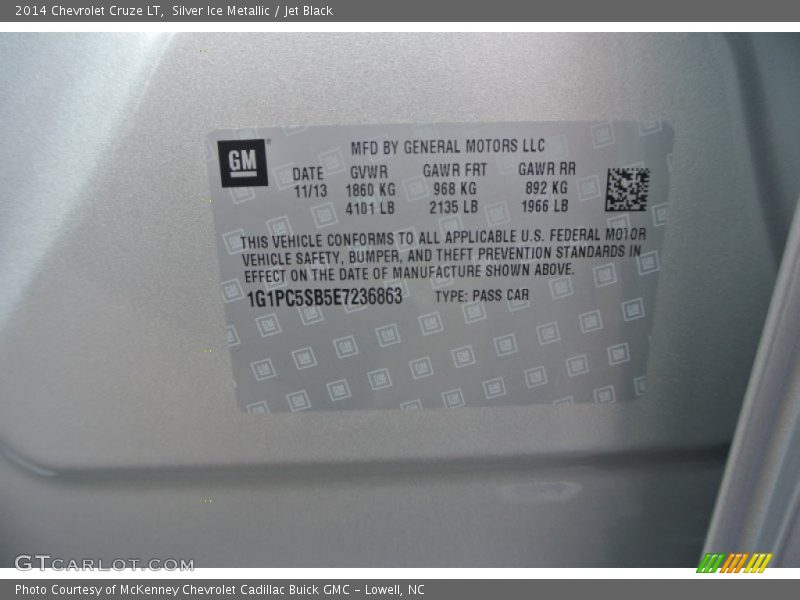 2014 Chevrolet Cruze LT, Silver Ice Metallic / Jet Black
GM
MFD BY GENERAL MOTORS LLC
DATE GVWR GAWR FRT GAWR RR
11/13 1860 KG 968 KG 892 KG
4101 LB 2135 LB 1966 LB
THIS VEHICLE CONFORMS TO ALL APPLICABLE U.S. FEDERAL MOTOR
VEHICLE SAFETY, BUMPER, AND THEFT PREVENTION STANDARDS IN
EFFECT ON THE DATE OF MANUFACTURE SHOWN ABOVE.
1G1PC5SB5E7236863 TYPE: PASS CAR
GTCARLOT.COM
Photo Courtesy of McKenney Chevrolet Cadillac Buick GMC - Lowell, NC